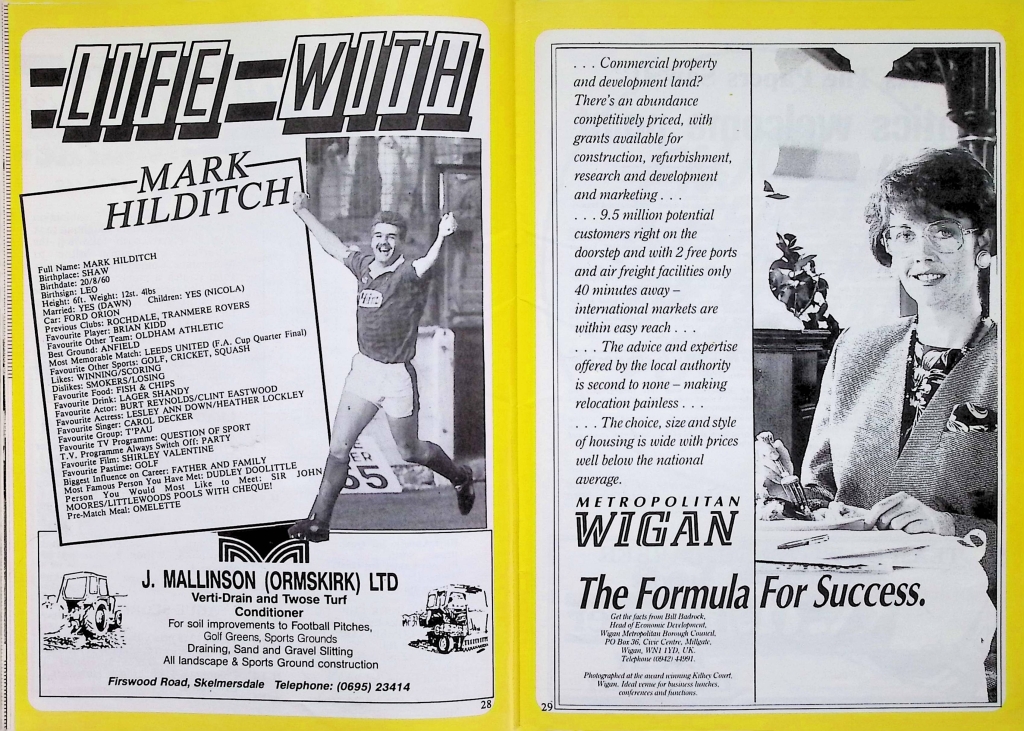 LIFE WITH
MARK
HILDITCH
Full Name: MARK HILDITCH
Birthplace: SHAW
Birthdate: 20/8/60
Birthsign: LEO
Height: 6ft. Weight: 12st. 4lbs
Married: YES (DAWN) Children: YES (NICOLA)
Car: FORD ORION
Previous Clubs: ROCHDALE, TRANMERE ROVERS
Favourite Player: BRIAN KIDD
Favourite Other Team: OLDHAM ATHLETIC
Best Ground: ANFIELD
Most Memorable Match: LEEDS UNITED (F.A. Cup Quarter Final)
Favourite Other Sports: GOLF, CRICKET, SQUASH
Likes: WINNING/SCORING
Dislikes: SMOKERS/LOSING
Favourite Food: FISH & CHIPS
Favourite Drink: LAGER SHANDY
Favourite Actor: BURT REYNOLDS/CLINT EASTWOOD
Favourite Actress: LESLEY ANN DOWN/HEATHER LOCKLEY
Favourite Singer: CAROL DECKER
Favourite Group: T'PAU
Favourite TV Programme: QUESTION OF SPORT
T.V. Programme Always Switch Off: PARTY
Favourite Film: SHIRLEY VALENTINE
Favourite Pastime: GOLF
Biggest Influence on Career: FATHER AND FAMILY
Most Famous Person You Have Met: DUDLEY DOOLITTLE
Person You Would Most Like to Meet: SIR JOHN
MOORES/LITTLEWOODS POOLS WITH CHEQUE!
Pre-Match Meal: OMELETTE
J. MALLINSON (ORMSKIRK) LTD
Verti-Drain and Twose Turf
Conditioner
For soil improvements to Football Pitches,
Golf Greens, Sports Grounds
Draining, Sand and Gravel Slitting
All landscape & Sports Ground construction
Firswood Road, Skelmersdale Telephone: (0695) 23414
28
. . . Commercial property
and development land?
There's an abundance
competitively priced, with
grants available for
construction, refurbishment,
research and development
and marketing . . .
. . . 9.5 million potential
customers right on the
doorstep and with 2 free ports
and air freight facilities only
40 minutes away –
international markets are
within easy reach . . .
. . . The advice and expertise
offered by the local authority
is second to none – making
relocation painless . . .
. . . The choice, size and style
of housing is wide with prices
well below the national
average.
METROPOLITAN
WIGAN
The Formula For Success.
Get the facts from Bill Badrock,
Head of Economic Development,
Wigan Metropolitan Borough Council,
PO Box 36, Civic Centre, Millgate,
Wigan, WN1 1YD, UK.
Telephone (0942) 44991.
Photographed at the award winning Kilhey Court,
Wigan. Ideal venue for business lunches,
conferences and functions.
29